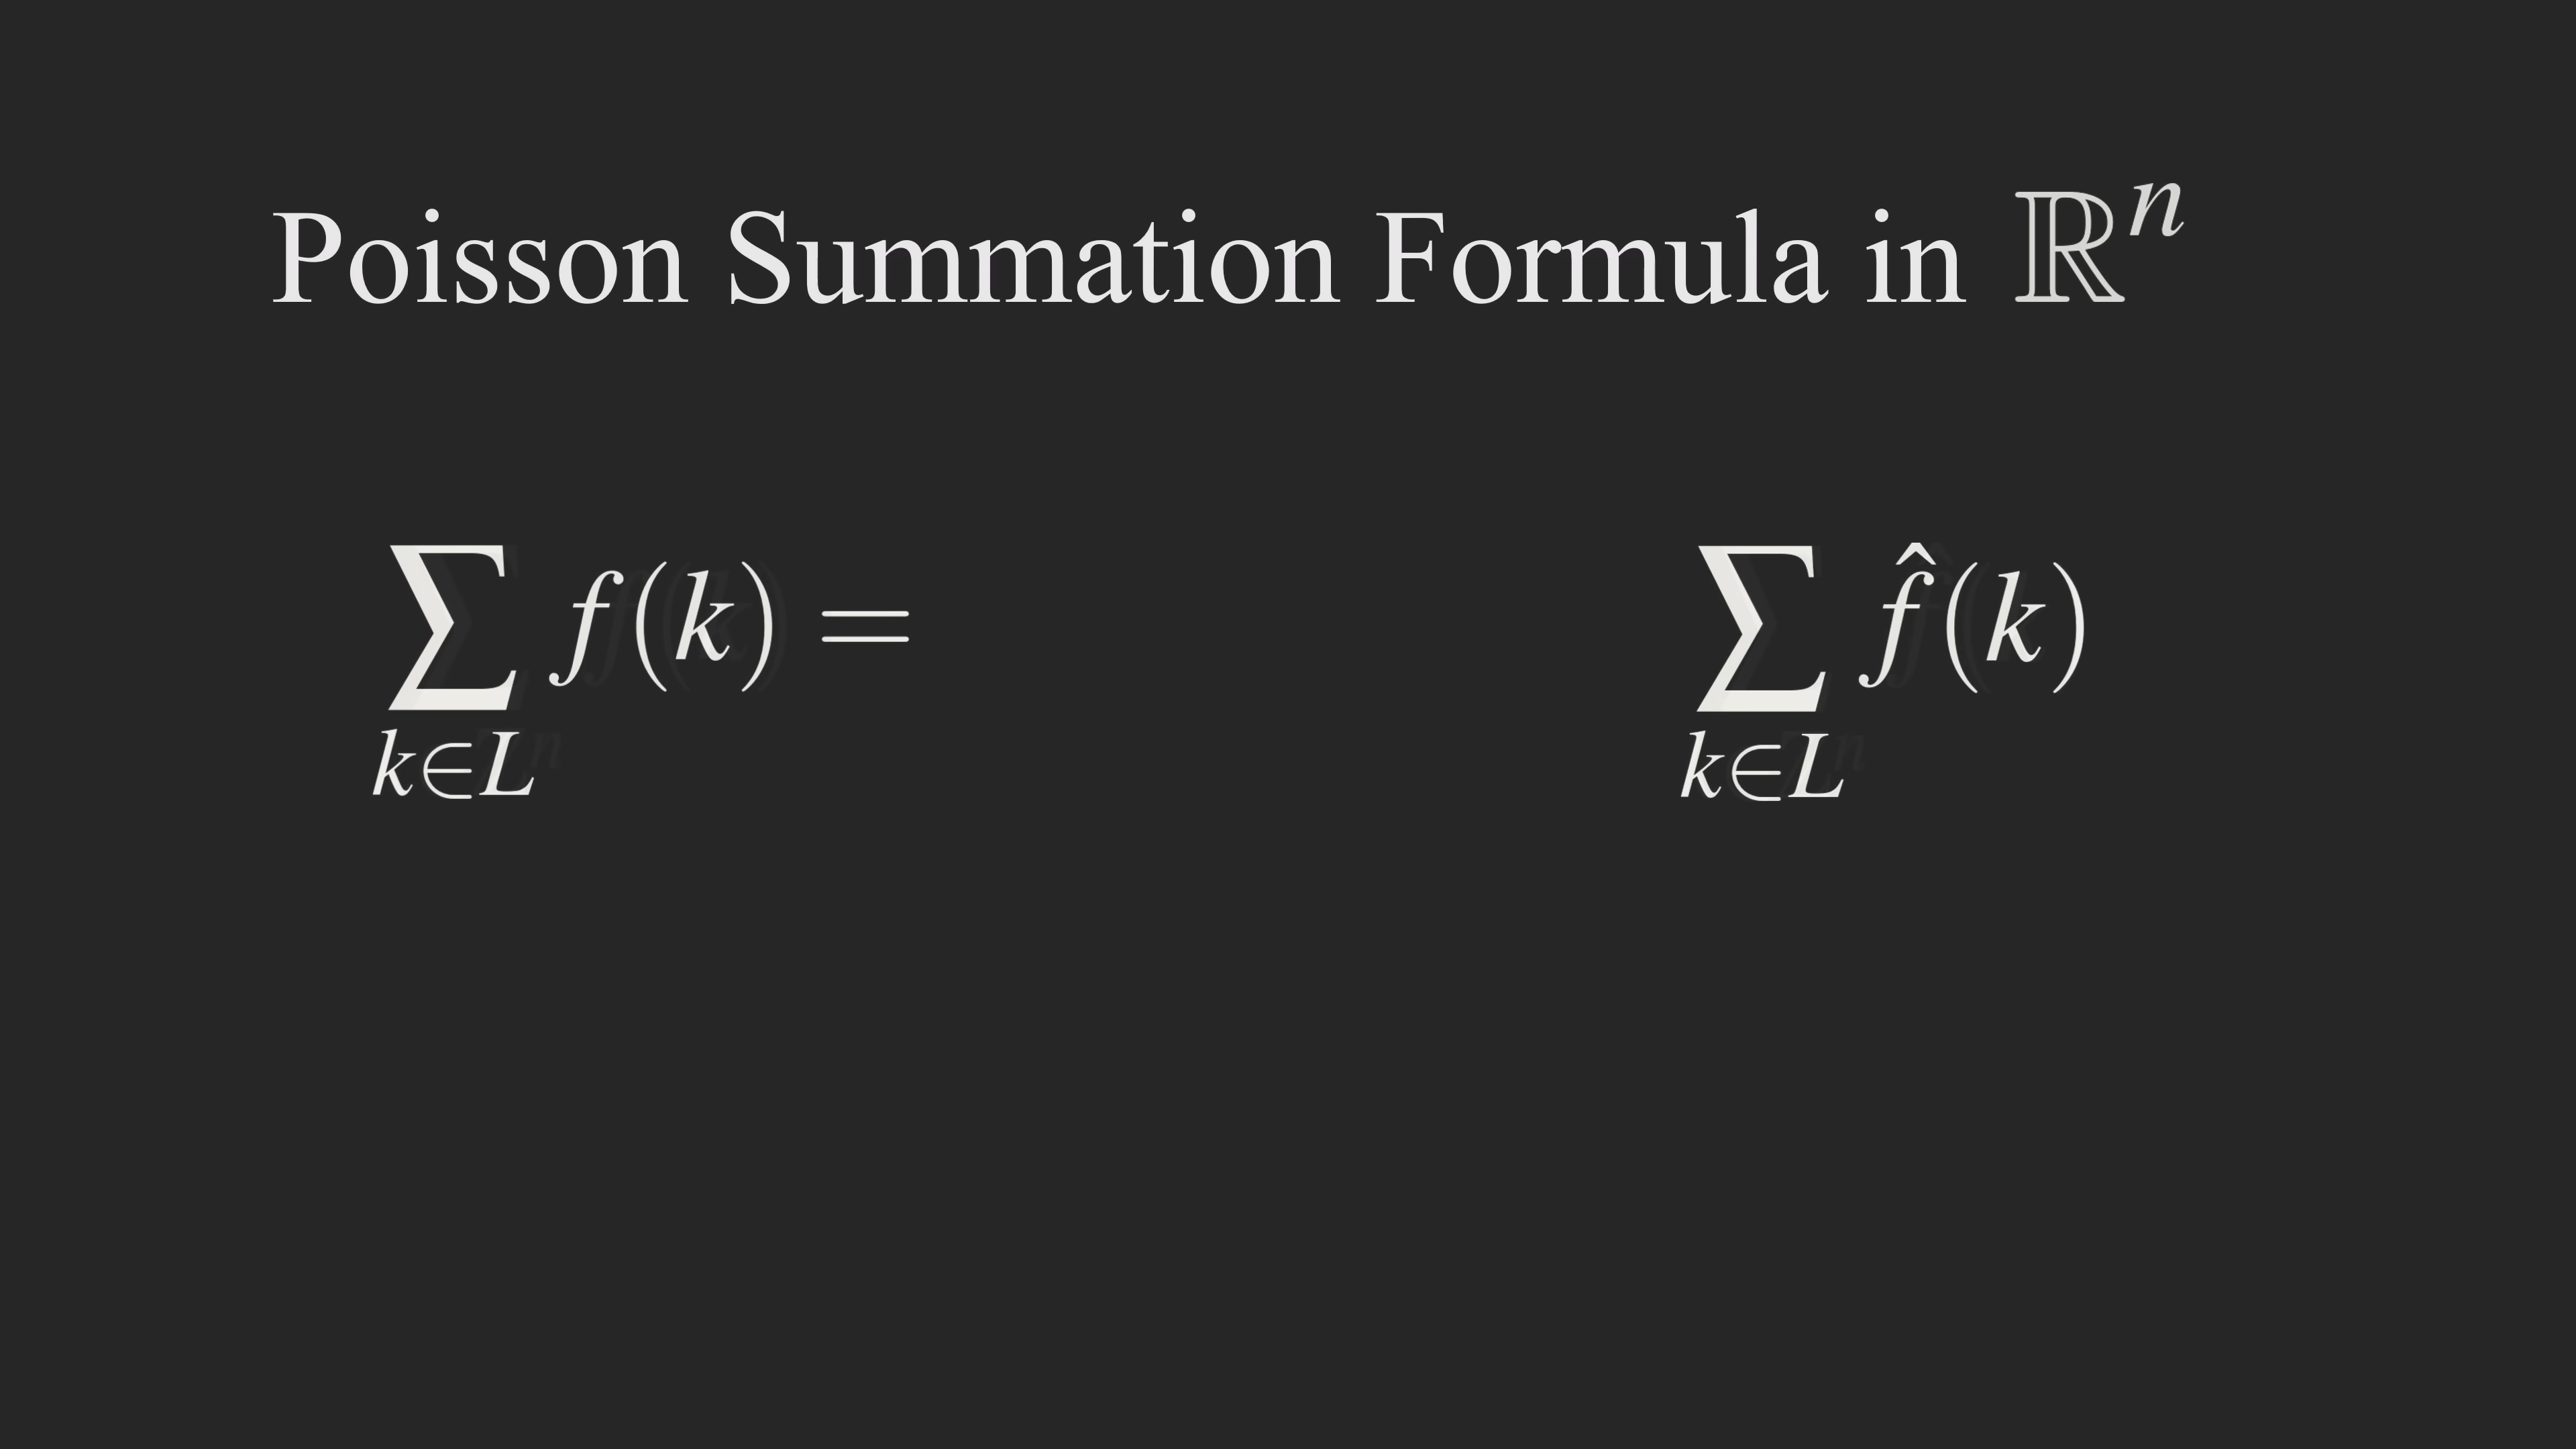 Poisson Summation Formula in ℝⁿ
∑_{k∈L} f(k) = ∑_{k∈L} f̂(k)